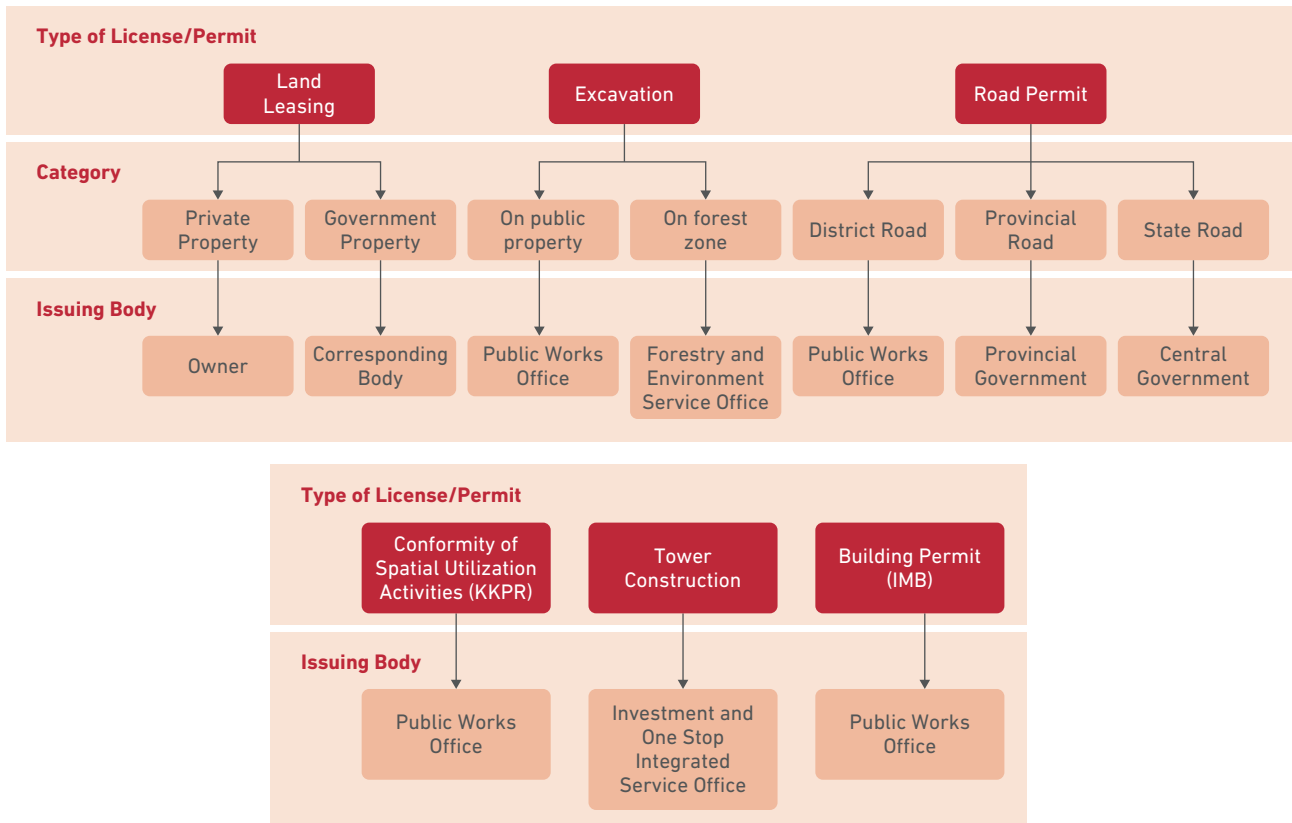 Type of License/Permit
Land
Leasing
Excavation
Road Permit
Category
Private
Property
Government
Property
On public
property
On forest
zone
District Road
Provincial
Road
State Road
Issuing Body
Owner
Corresponding
Body
Public Works
Office
Forestry and
Environment
Service Office
Public Works
Office
Provincial
Government
Central
Government
Type of License/Permit
Conformity of
Spatial Utilization
Activities (KKPR)
Tower
Construction
Building Permit
(IMB)
Issuing Body
Public Works
Office
Investment and
One Stop
Integrated
Service Office
Public Works
Office